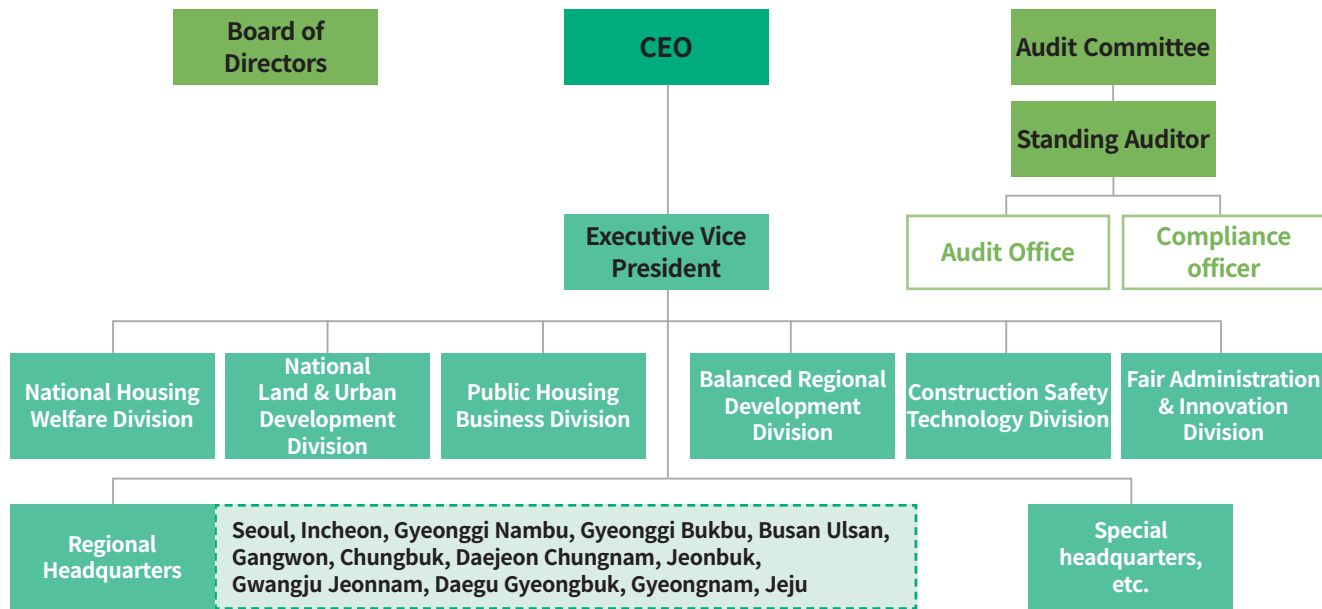 Board of
Directors
CEO
Audit Committee
Standing Auditor
Executive Vice
President
Audit Office
Compliance
officer
National Housing
Welfare Division
National
Land & Urban
Development
Division
Public Housing
Business Division
Balanced Regional
Development
Division
Construction Safety
Technology Division
Fair Administration
& Innovation
Division
Regional
Headquarters
Seoul, Incheon, Gyeonggi Nambu, Gyeonggi Bukbu, Busan Ulsan,
Gangwon, Chungbuk, Daejeon Chungnam, Jeonbuk,
Gwangju Jeonnam, Daegu Gyeongbuk, Gyeongnam, Jeju
Special
headquarters,
etc.